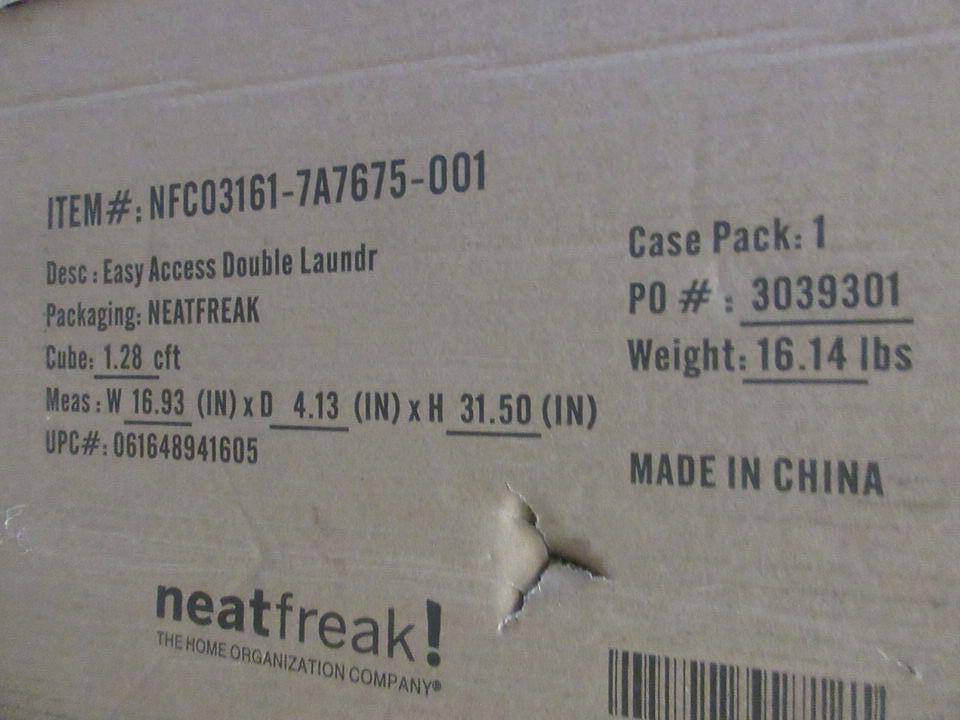 ITEM#: NFC03161-7A7675-001
Desc : Easy Access Double Laundr
Packaging: NEATFREAK
Cube: 1.28 cft
Meas : W 16.93 (IN) x D 4.13 (IN) x H 31.50 (IN)
UPC#: 061648941605
Case Pack: 1
PO # : 3039301
Weight: 16.14 lbs
MADE IN CHINA
neatfreak!
THE HOME ORGANIZATION COMPANY®